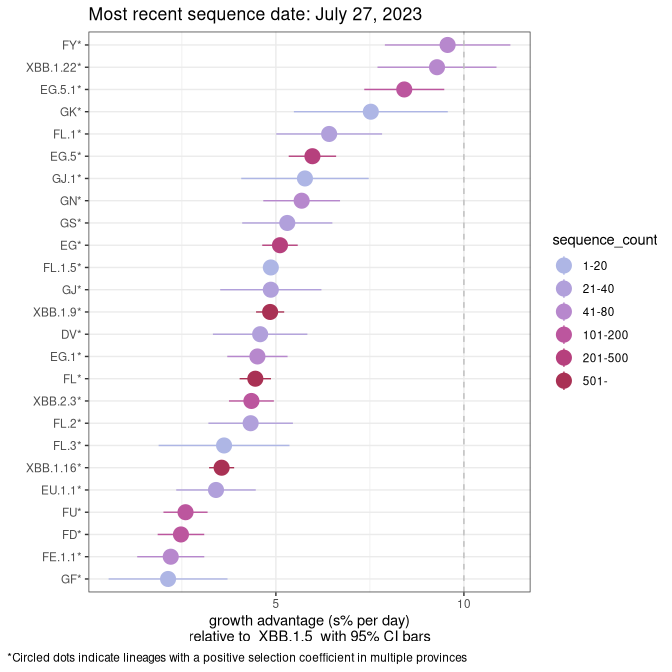 Most recent sequence date: July 27, 2023
FY*
XBB.1.22*
EG.5.1*
GK*
FL.1*
EG.5*
GJ.1*
GN*
GS*
EG*
FL.1.5*
GJ*
XBB.1.9*
DV*
EG.1*
FL*
XBB.2.3*
FL.2*
FL.3*
XBB.1.16*
EU.1.1*
FU*
FD*
FE.1.1*
GF*
5
10
growth advantage (s% per day)
relative to XBB.1.5 with 95% CI bars
sequence_count
1-20
21-40
41-80
101-200
201-500
501-
*Circled dots indicate lineages with a positive selection coefficient in multiple provinces